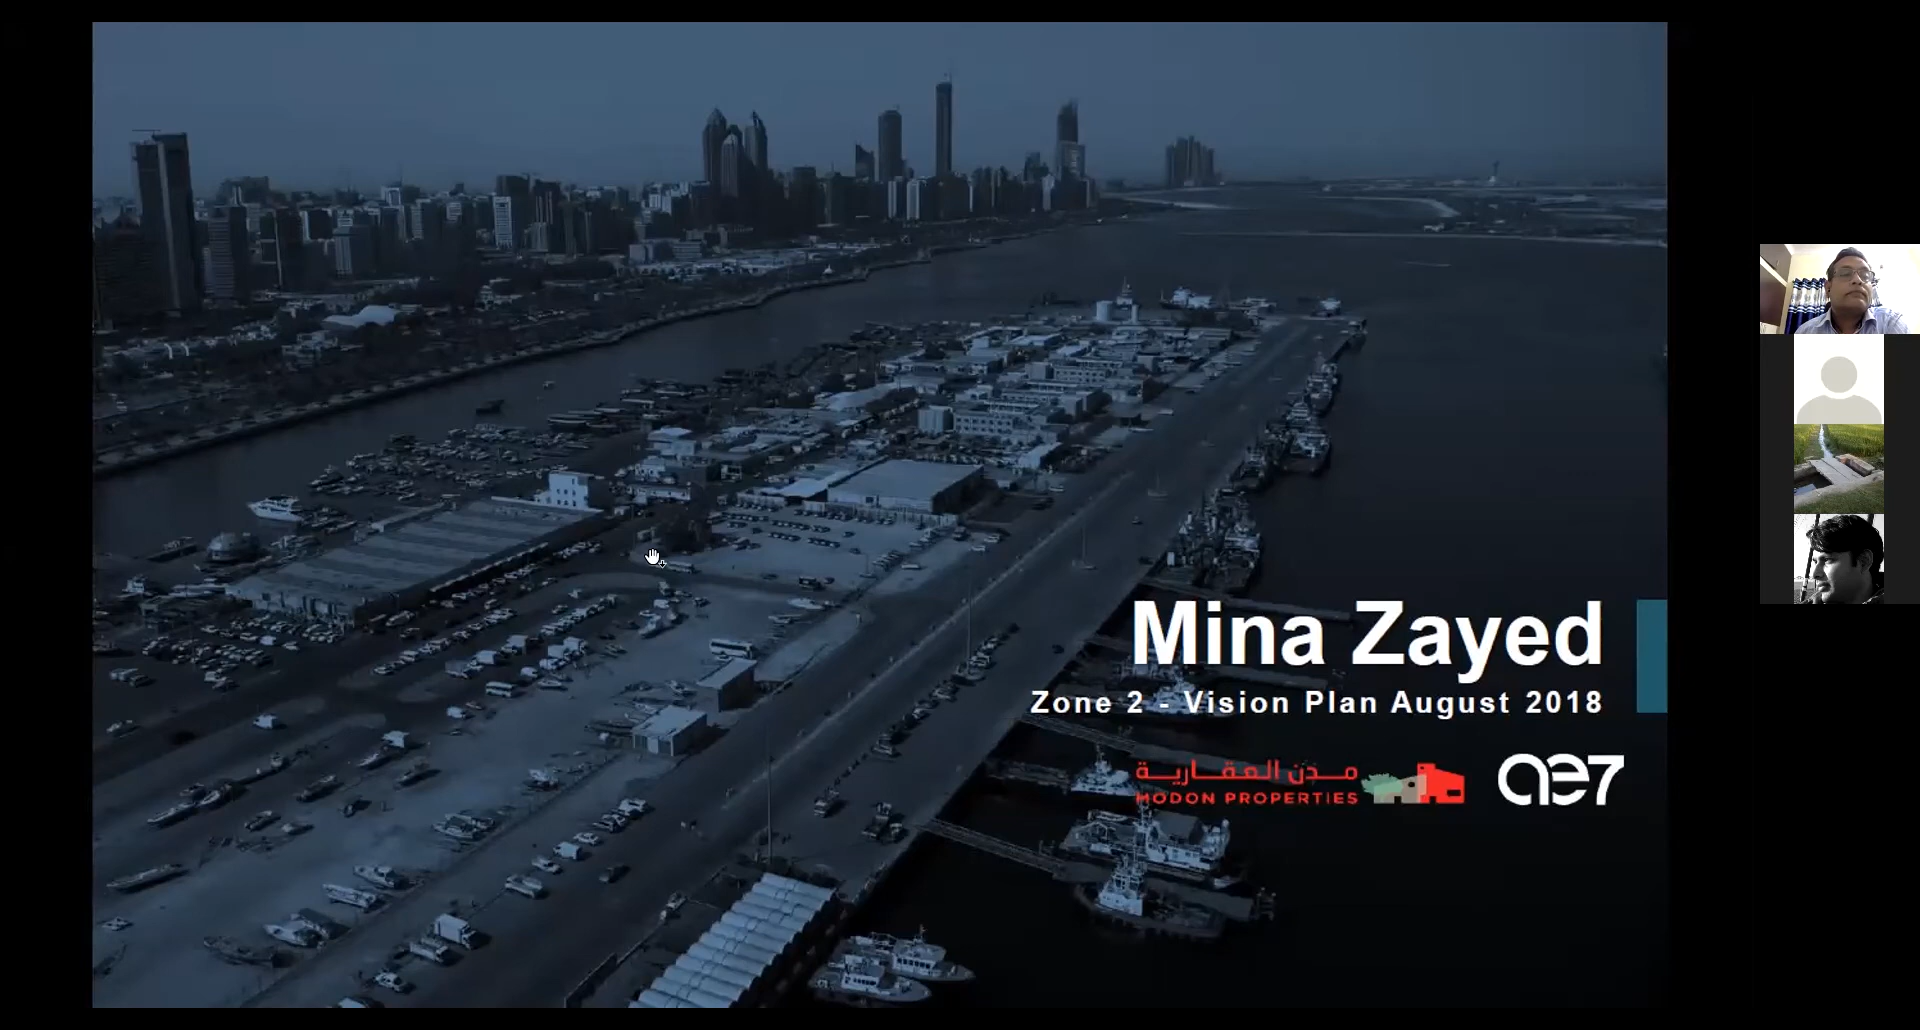 Mina Zayed
Zone 2 - Vision Plan August 2018
مدن العقارية
MODON PROPERTIES
ae7